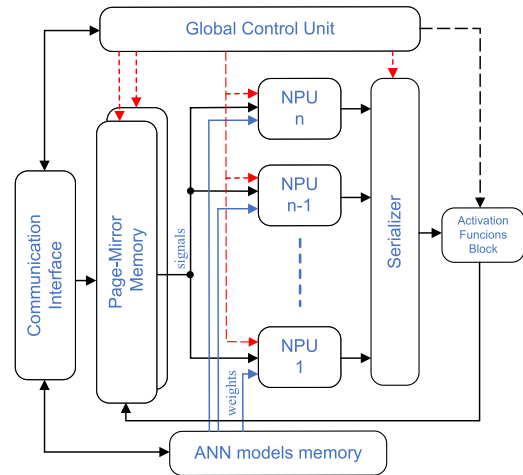 Global Control Unit
NPU
n
NPU
n-1
NPU
1
Communication
Interface
Page-Mirror
Memory
signals
weights
Serializer
Activation
Funcions
Block
ANN models memory